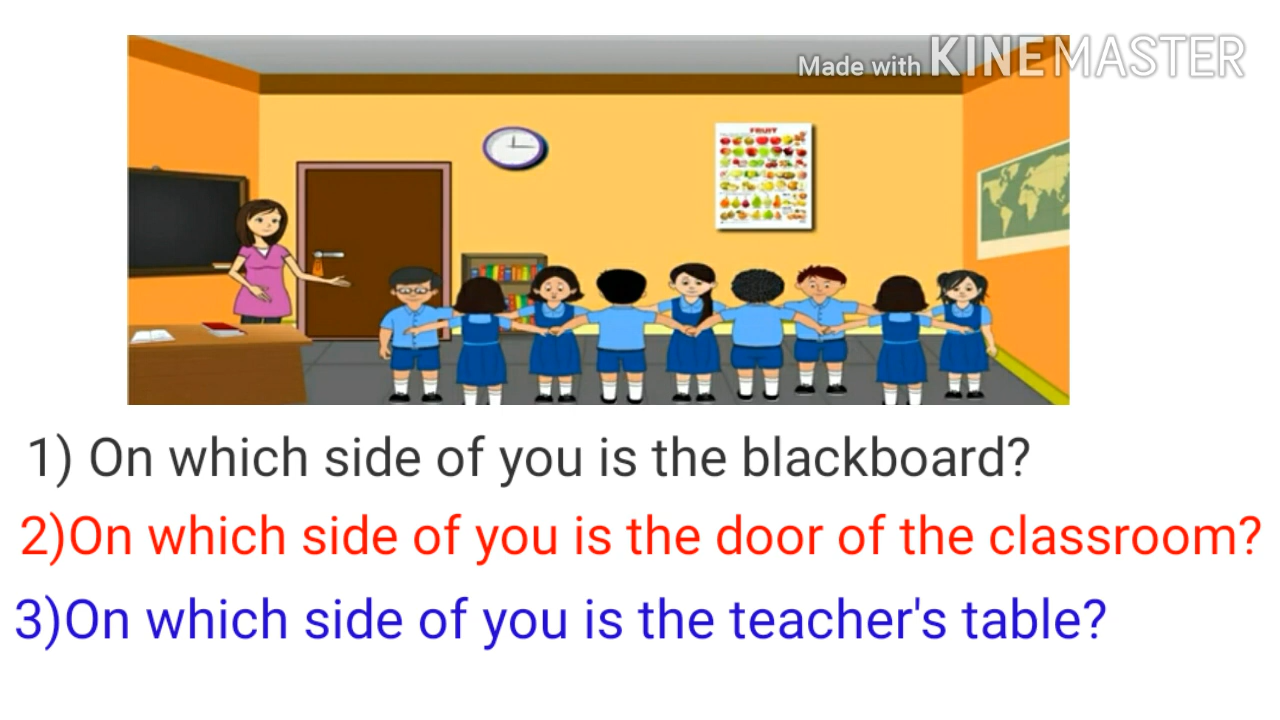 Made with KINEMASTER
FRUIT
1) On which side of you is the blackboard?
2)On which side of you is the door of the classroom?
3)On which side of you is the teacher's table?